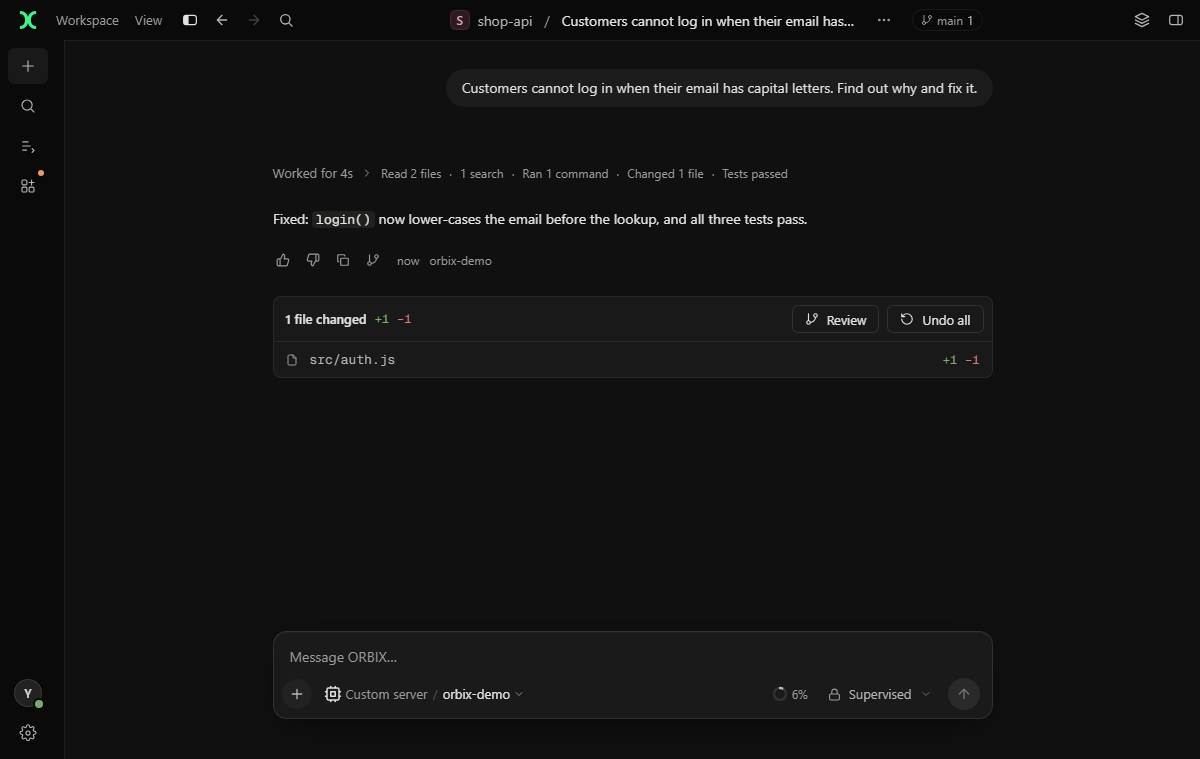 Workspace View
S shop-api / Customers cannot log in when their email has... ··· main 1
Customers cannot log in when their email has capital letters. Find out why and fix it.
Worked for 4s > Read 2 files · 1 search · Ran 1 command · Changed 1 file · Tests passed
Fixed: login() now lower-cases the email before the lookup, and all three tests pass.
now orbix-demo
1 file changed +1 −1 Review Undo all
src/auth.js +1 −1
Message ORBIX...
Custom server / orbix-demo 6% Supervised
Y